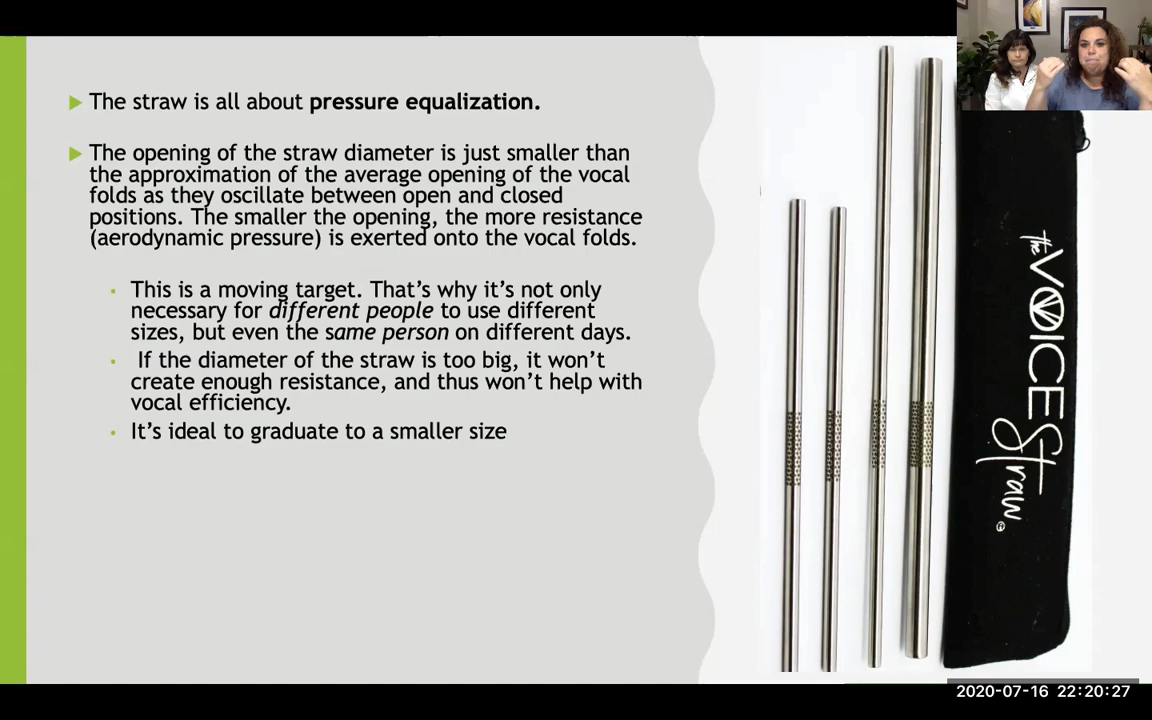 The straw is all about pressure equalization.
The opening of the straw diameter is just smaller than
the approximation of the average opening of the vocal
folds as they oscillate between open and closed
positions. The smaller the opening, the more resistance
(aerodynamic pressure) is exerted onto the vocal folds.
This is a moving target. That's why it's not only
necessary for different people to use different
sizes, but even the same person on different days.
If the diameter of the straw is too big, it won't
create enough resistance, and thus won't help with
vocal efficiency.
It's ideal to graduate to a smaller size
the VOICE Straw ©
2020-07-16 22:20:27